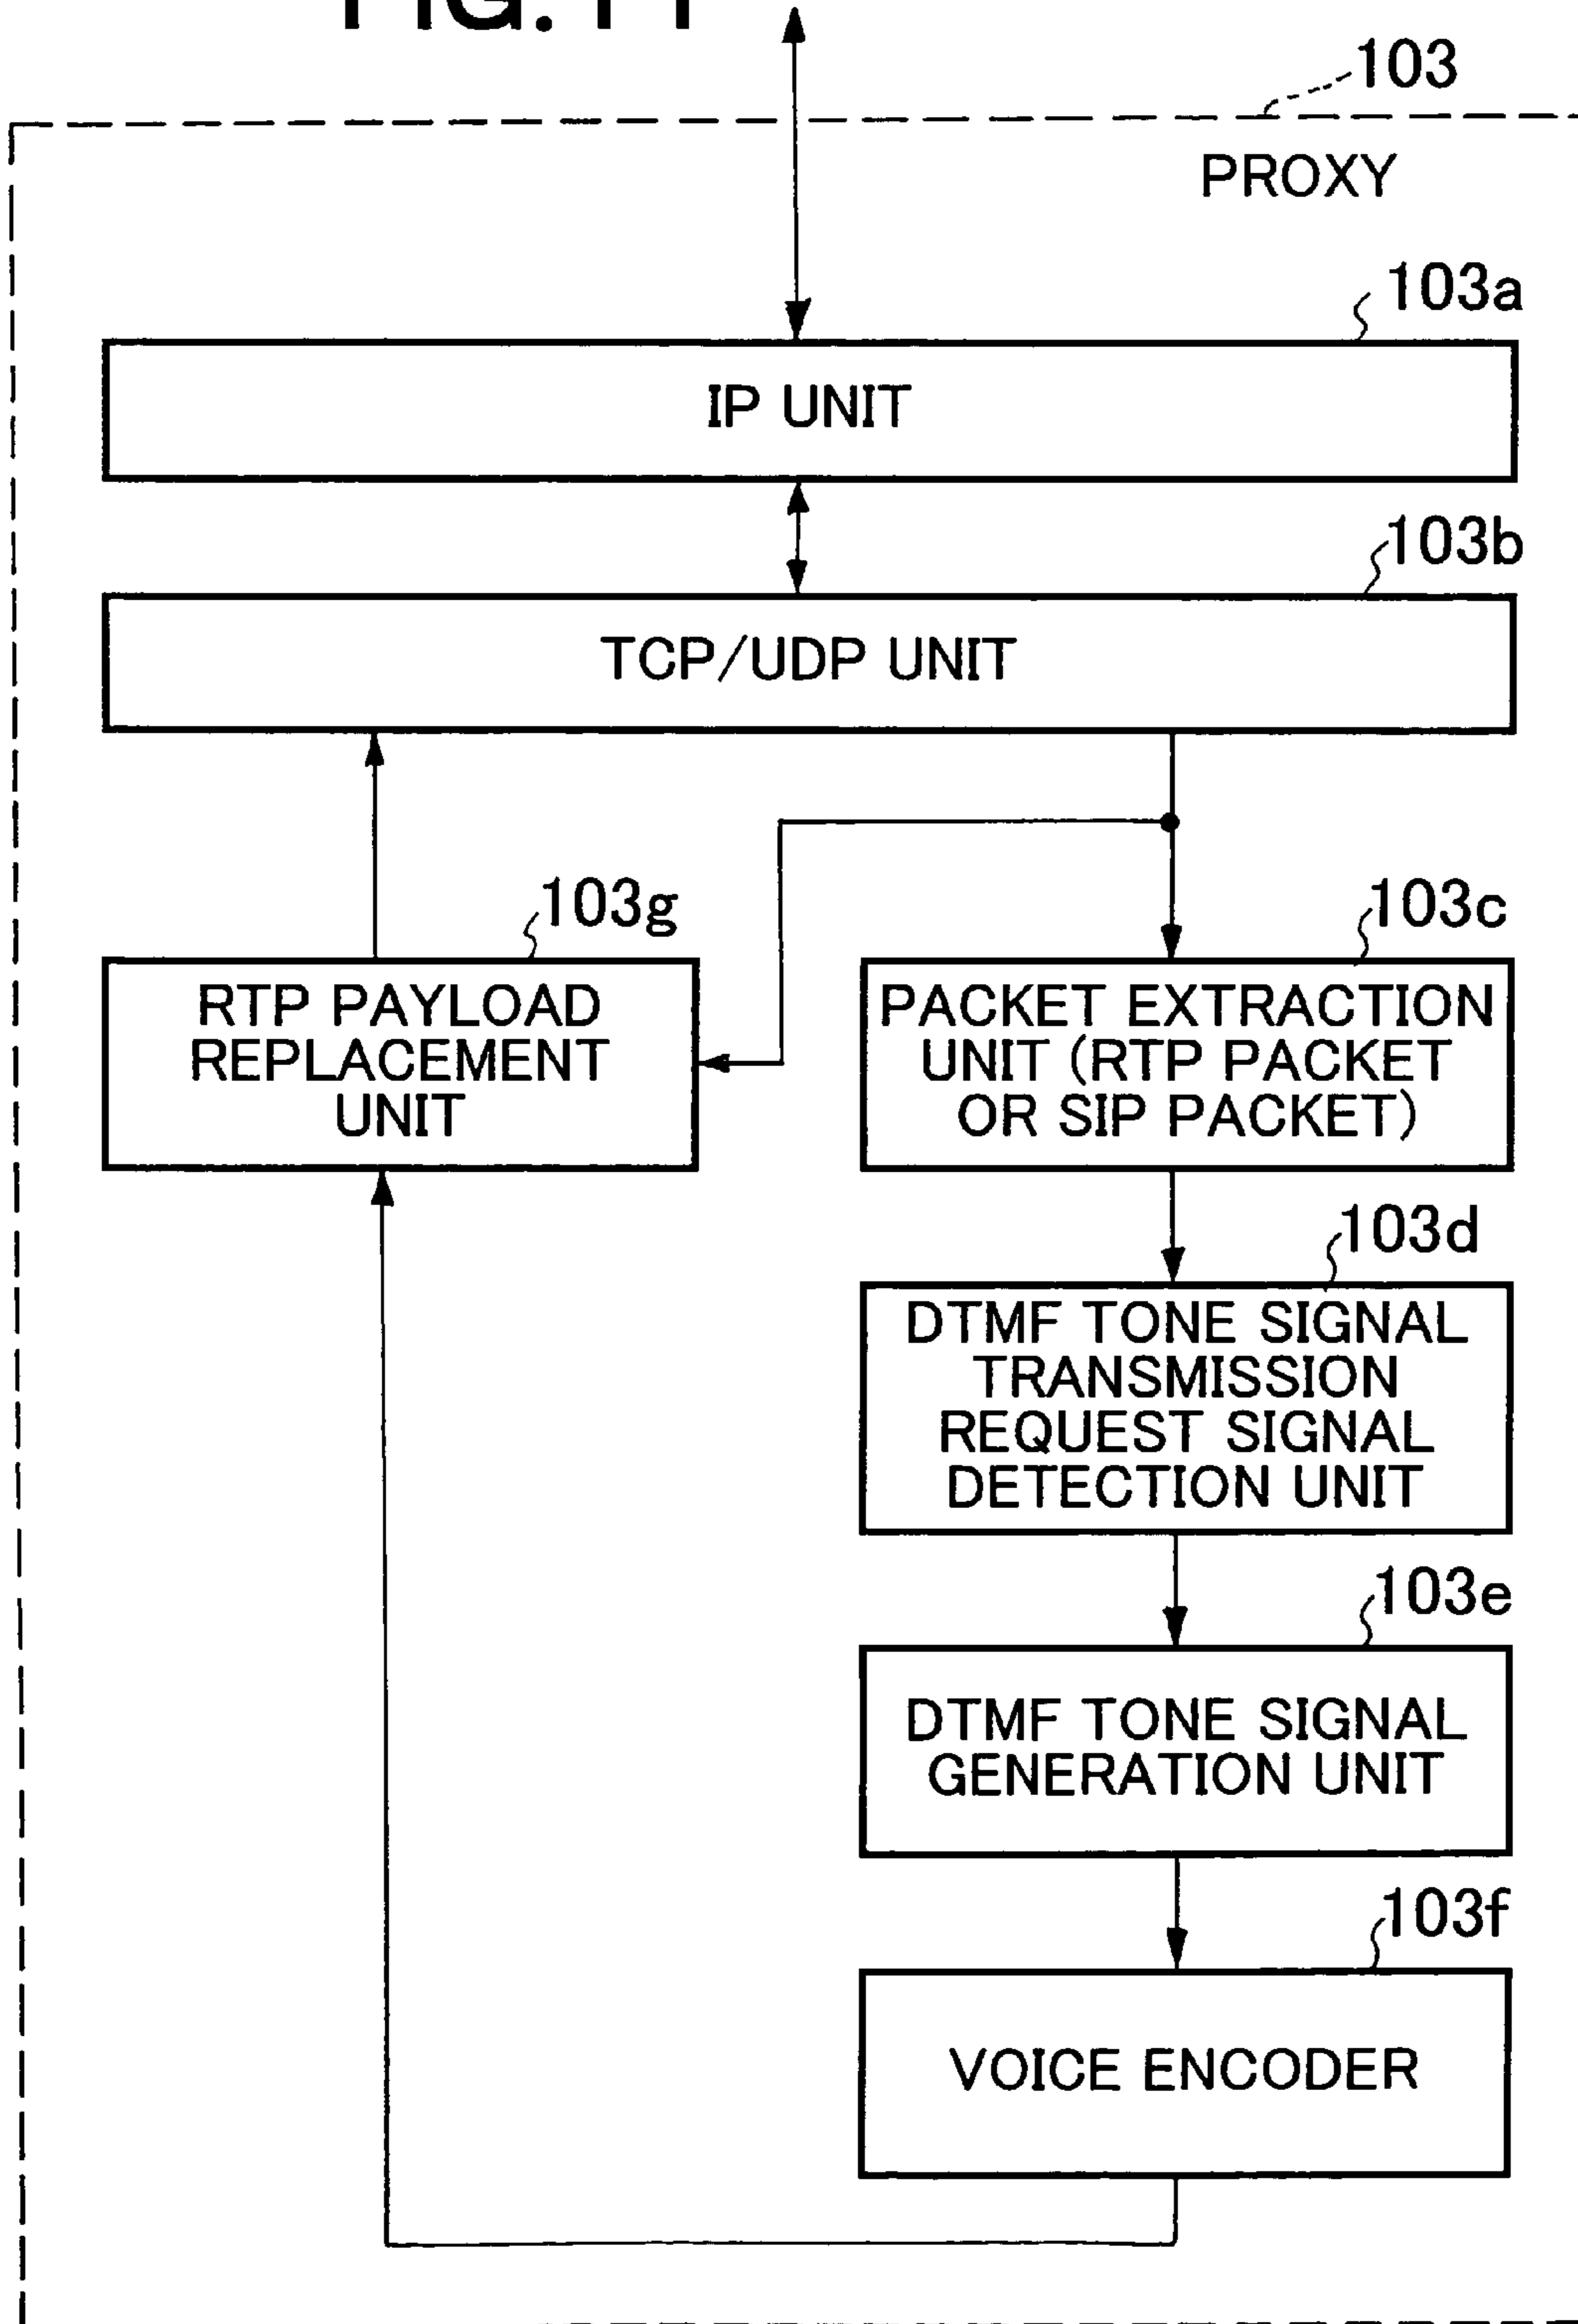 FIG. 11
103
PROXY
103a
IP UNIT
103b
TCP/UDP UNIT
103g
103c
RTP PAYLOAD
REPLACEMENT
UNIT
PACKET EXTRACTION
UNIT (RTP PACKET
OR SIP PACKET)
103d
DTMF TONE SIGNAL
TRANSMISSION
REQUEST SIGNAL
DETECTION UNIT
103e
DTMF TONE SIGNAL
GENERATION UNIT
103f
VOICE ENCODER